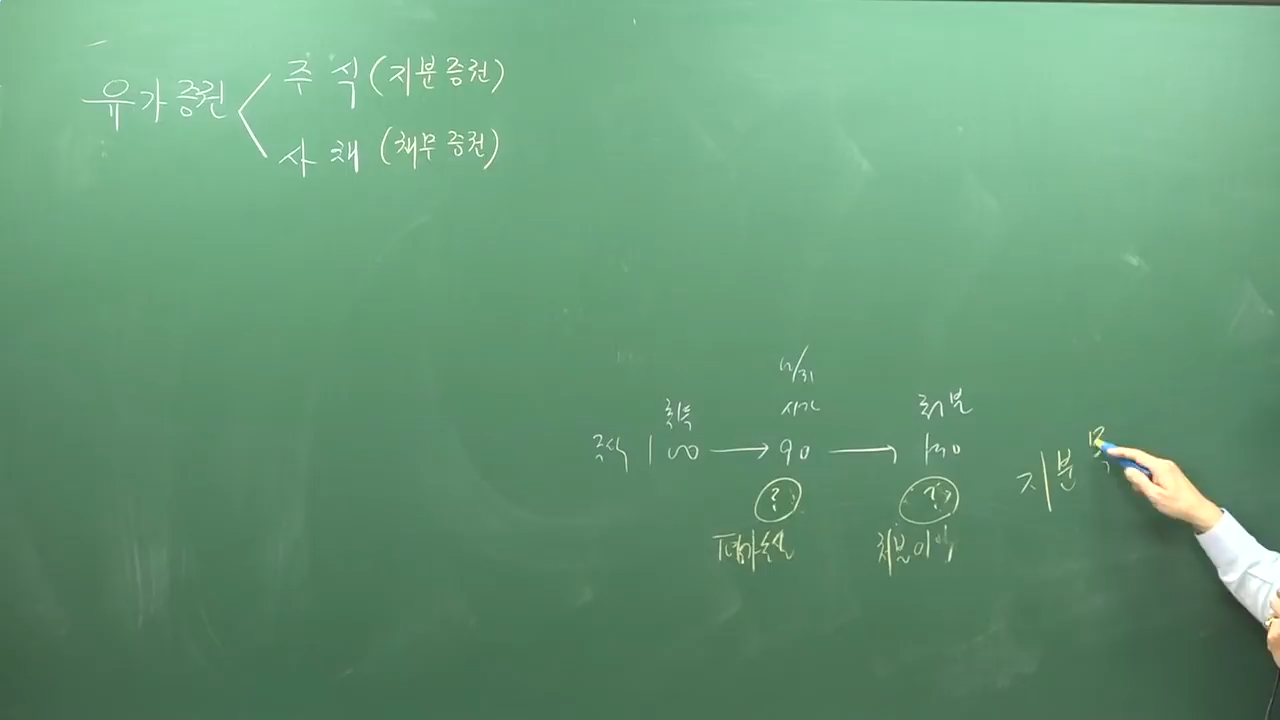 유가증권
주식 (지분증권)
사채 (채무증권)
12/31
취득 시가 처분
주식 100 → 90 → 130
? ?
평가손실 처분이익
지분